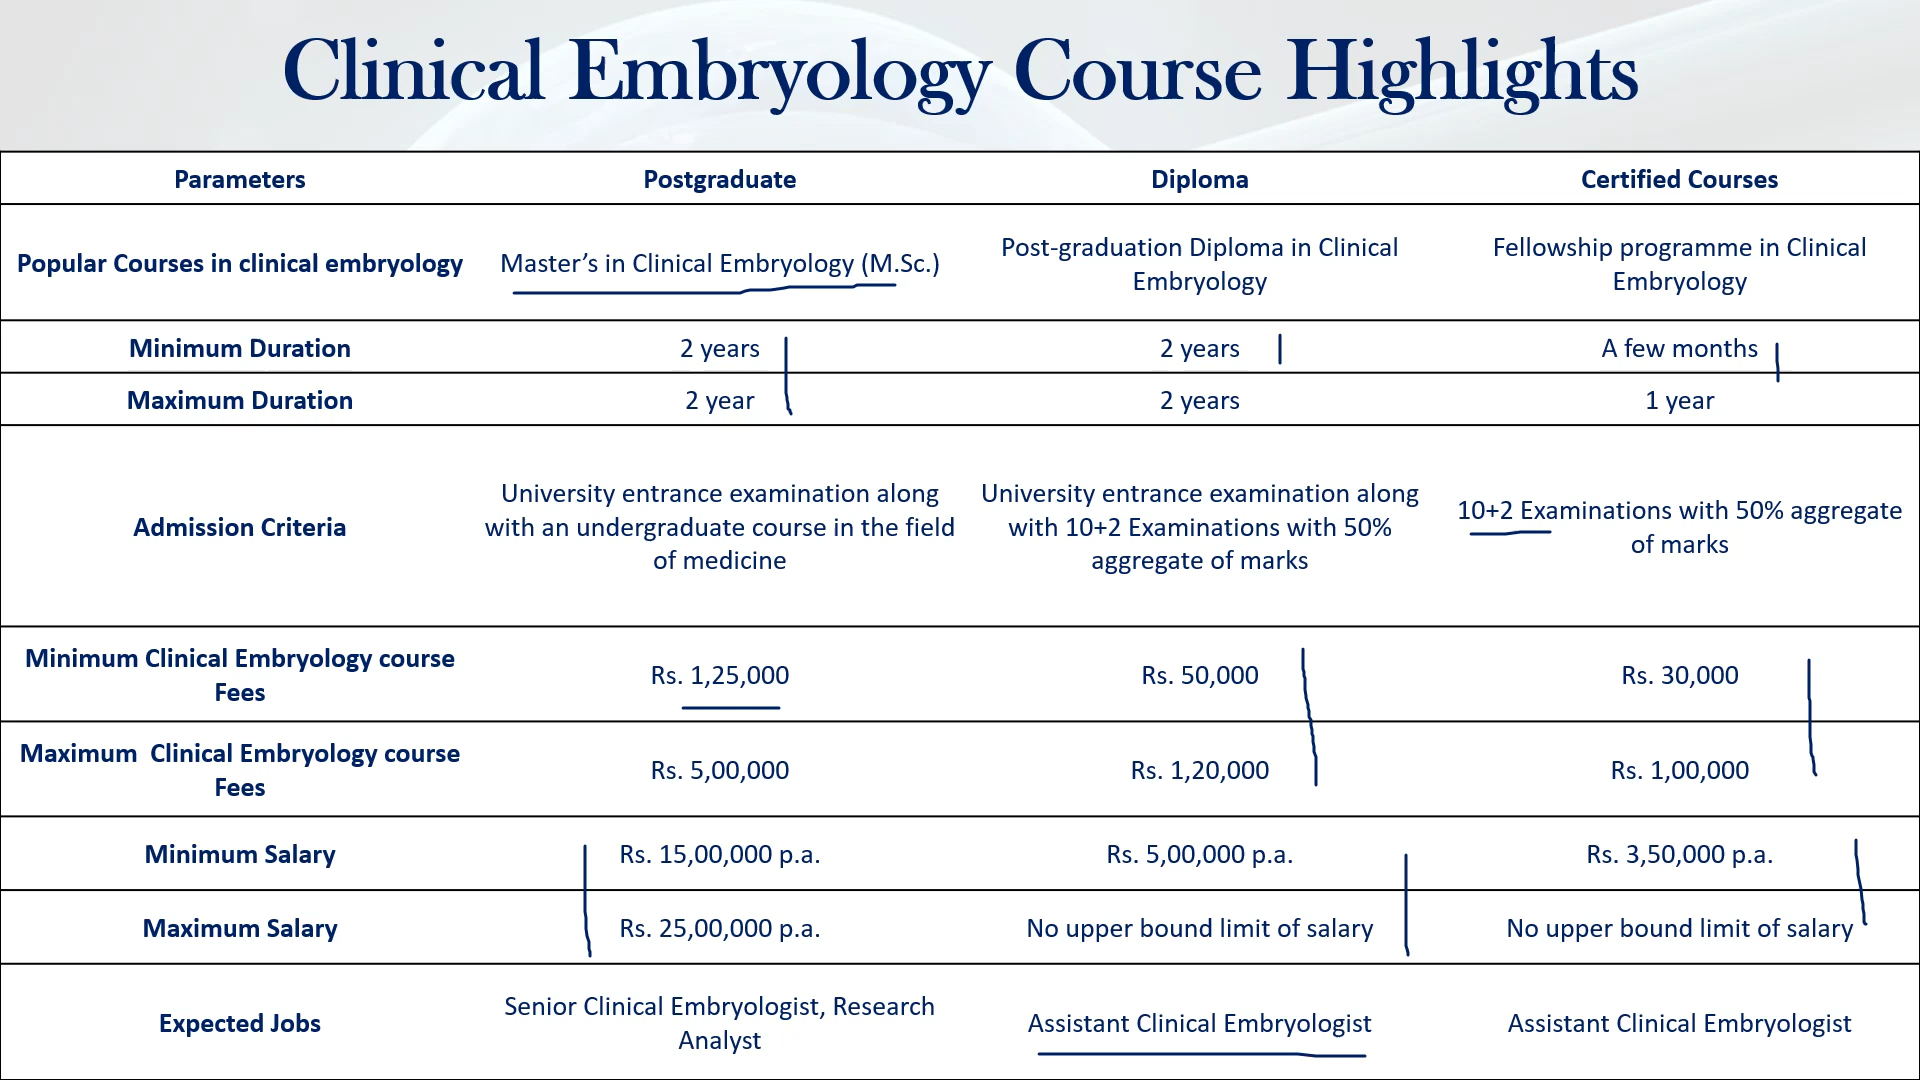 Clinical Embryology Course Highlights
Parameters
Postgraduate
Diploma
Certified Courses
Popular Courses in clinical embryology
Master’s in Clinical Embryology (M.Sc.)
Post-graduation Diploma in Clinical
Embryology
Fellowship programme in Clinical
Embryology
Minimum Duration
2 years
2 years
A few months
Maximum Duration
2 year
2 years
1 year
Admission Criteria
University entrance examination along
with an undergraduate course in the field
of medicine
University entrance examination along
with 10+2 Examinations with 50%
aggregate of marks
10+2 Examinations with 50% aggregate
of marks
Minimum Clinical Embryology course
Fees
Rs. 1,25,000
Rs. 50,000
Rs. 30,000
Maximum  Clinical Embryology course
Fees
Rs. 5,00,000
Rs. 1,20,000
Rs. 1,00,000
Minimum Salary
Rs. 15,00,000 p.a.
Rs. 5,00,000 p.a.
Rs. 3,50,000 p.a.
Maximum Salary
Rs. 25,00,000 p.a.
No upper bound limit of salary
No upper bound limit of salary
Expected Jobs
Senior Clinical Embryologist, Research
Analyst
Assistant Clinical Embryologist
Assistant Clinical Embryologist